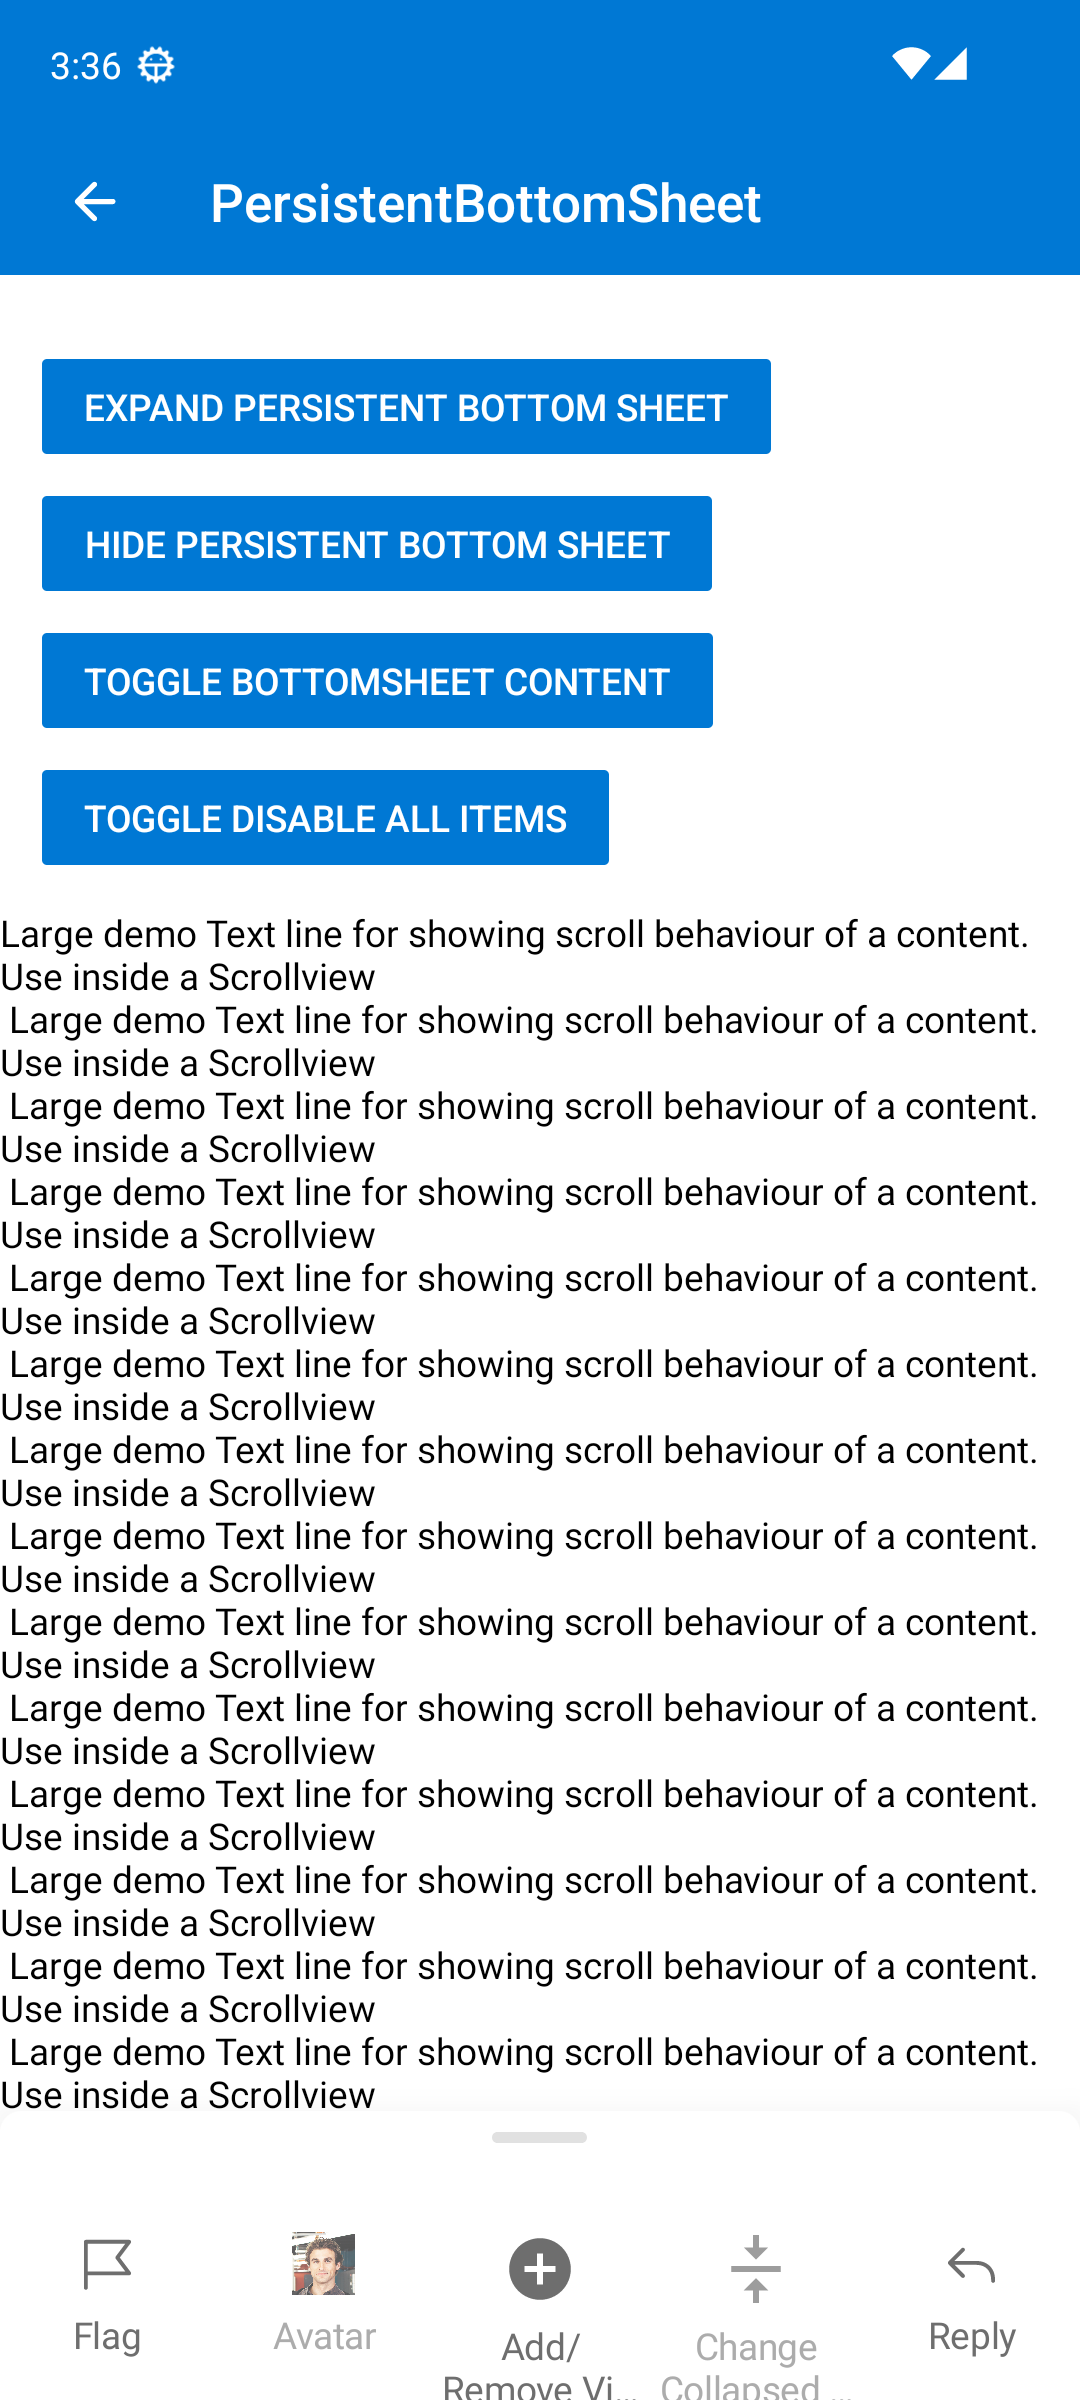 3:36
PersistentBottomSheet
EXPAND PERSISTENT BOTTOM SHEET
HIDE PERSISTENT BOTTOM SHEET
TOGGLE BOTTOMSHEET CONTENT
TOGGLE DISABLE ALL ITEMS
Large demo Text line for showing scroll behaviour of a content.
Use inside a Scrollview
Large demo Text line for showing scroll behaviour of a content.
Use inside a Scrollview
Large demo Text line for showing scroll behaviour of a content.
Use inside a Scrollview
Large demo Text line for showing scroll behaviour of a content.
Use inside a Scrollview
Large demo Text line for showing scroll behaviour of a content.
Use inside a Scrollview
Large demo Text line for showing scroll behaviour of a content.
Use inside a Scrollview
Large demo Text line for showing scroll behaviour of a content.
Use inside a Scrollview
Large demo Text line for showing scroll behaviour of a content.
Use inside a Scrollview
Large demo Text line for showing scroll behaviour of a content.
Use inside a Scrollview
Large demo Text line for showing scroll behaviour of a content.
Use inside a Scrollview
Large demo Text line for showing scroll behaviour of a content.
Use inside a Scrollview
Large demo Text line for showing scroll behaviour of a content.
Use inside a Scrollview
Large demo Text line for showing scroll behaviour of a content.
Use inside a Scrollview
Large demo Text line for showing scroll behaviour of a content.
Use inside a Scrollview
Flag
Avatar
Add/
Remove Vi...
Change
Collapsed ...
Reply